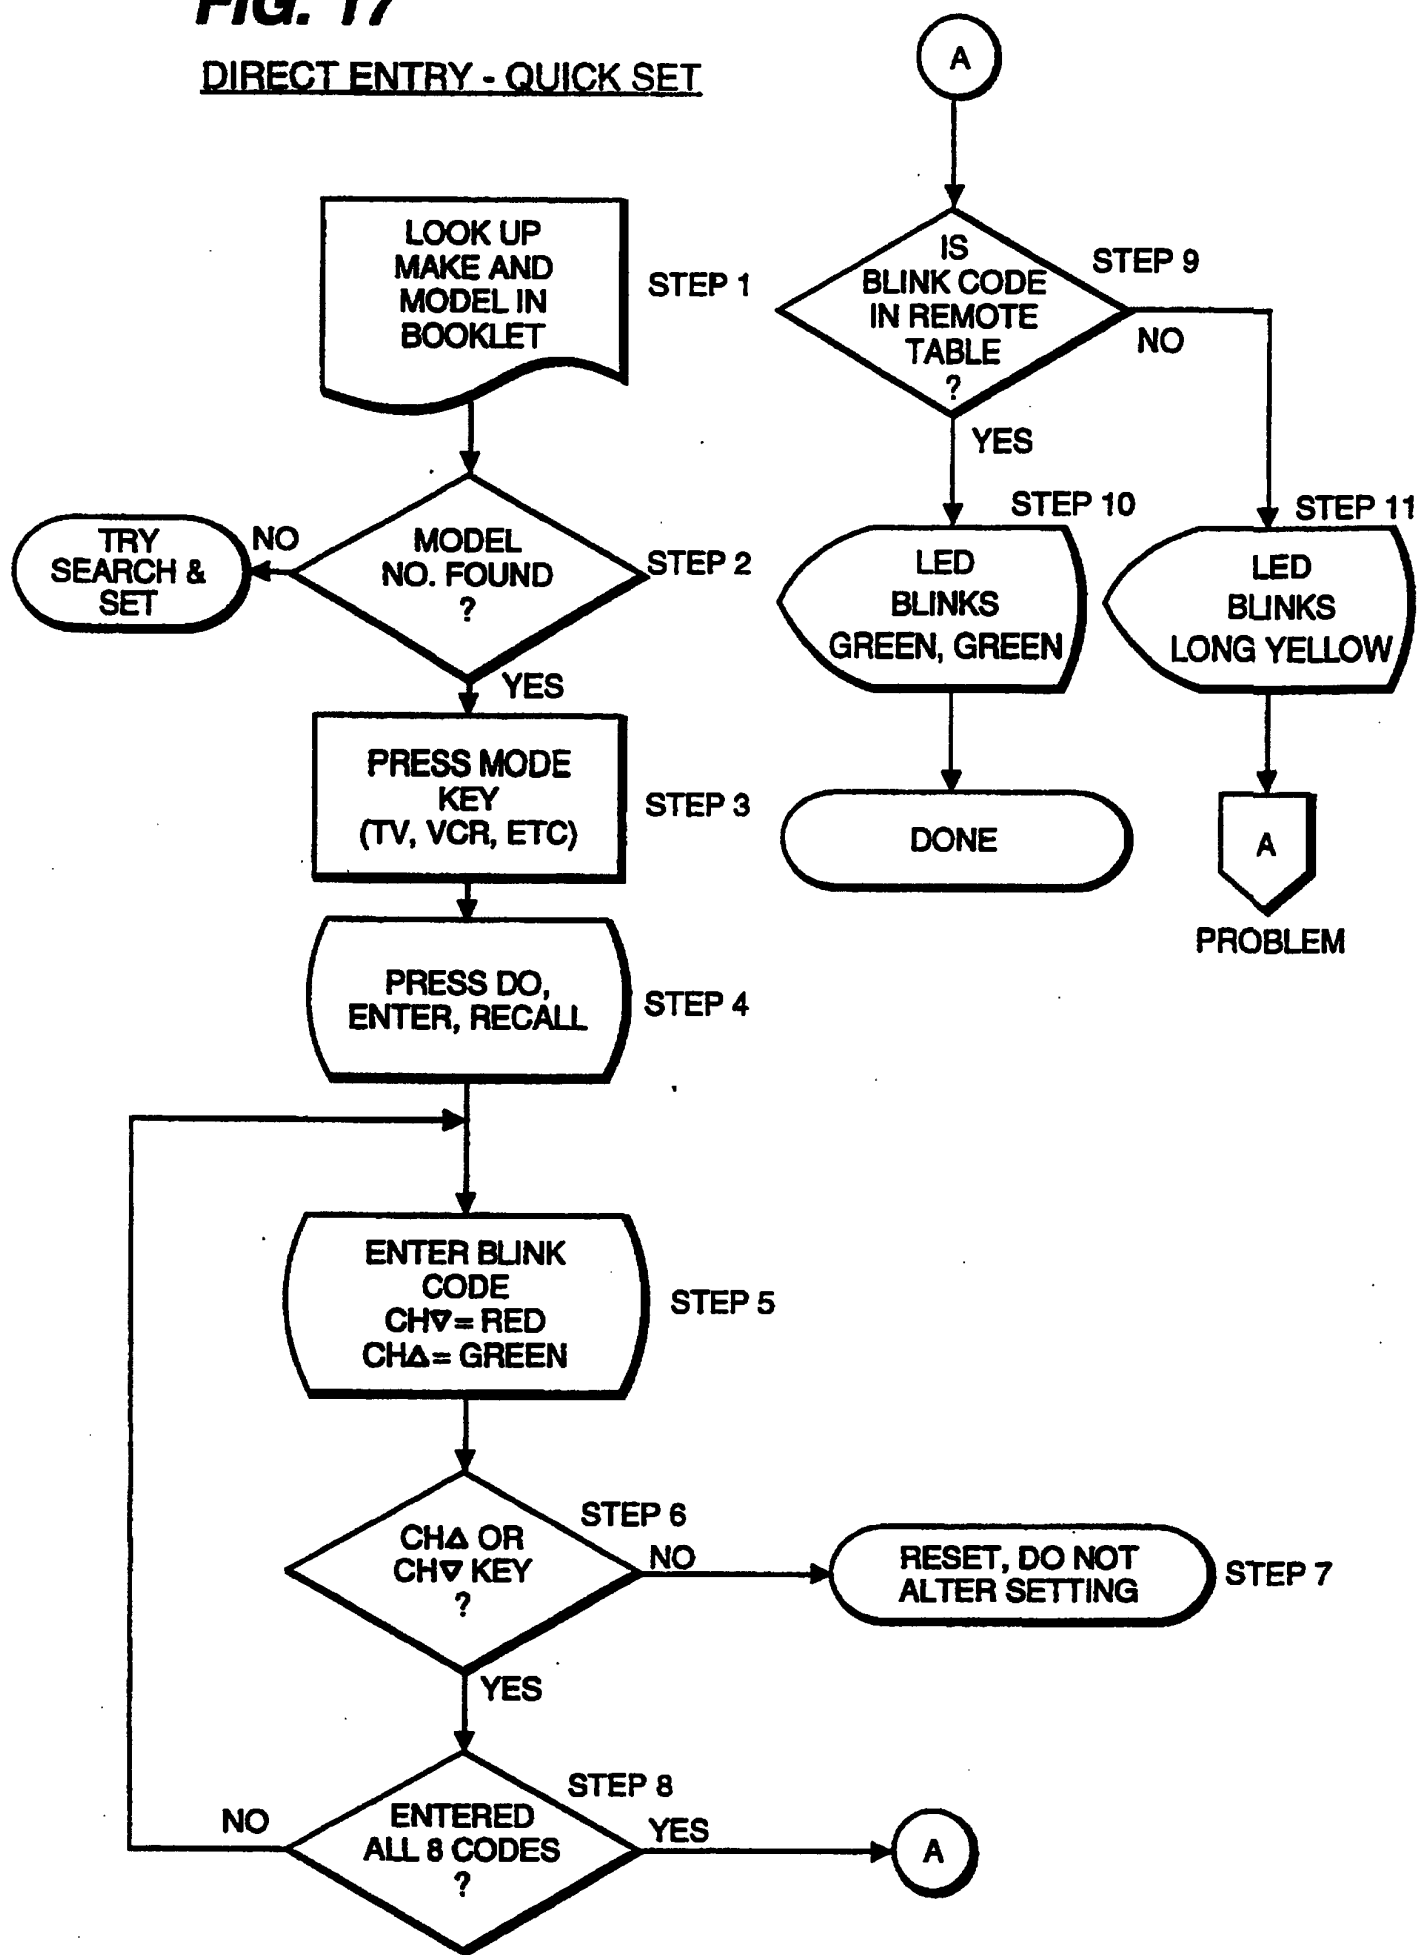 FIG. 17
DIRECT ENTRY - QUICK SET
LOOK UP
MAKE AND
MODEL IN
BOOKLET
STEP 1
MODEL
NO. FOUND
?
STEP 2
NO
TRY
SEARCH &
SET
YES
PRESS MODE
KEY
(TV, VCR, ETC)
STEP 3
PRESS DO,
ENTER, RECALL
STEP 4
ENTER BLINK
CODE
CH▽= RED
CH△= GREEN
STEP 5
CH△ OR
CH▽ KEY
?
STEP 6
NO
RESET, DO NOT
ALTER SETTING
STEP 7
YES
ENTERED
ALL 8 CODES
?
STEP 8
NO
YES
A
A
IS
BLINK CODE
IN REMOTE
TABLE
?
STEP 9
NO
YES
STEP 10
LED
BLINKS
GREEN, GREEN
DONE
STEP 11
LED
BLINKS
LONG YELLOW
A
PROBLEM